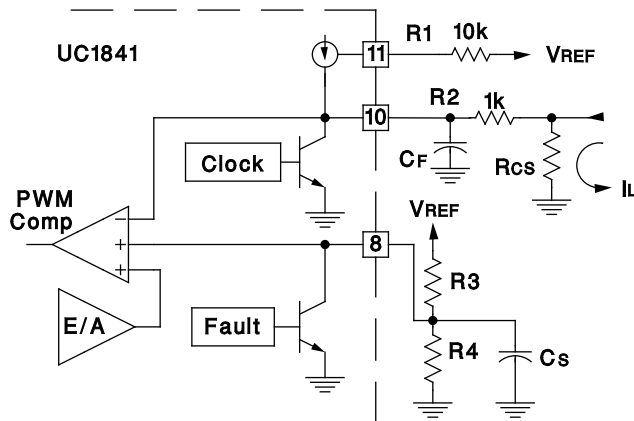 UC1841
11
R1
10k
VREF
10
R2
1k
CF
RCS
IL
Clock
PWM
Comp
−
+
+
8
VREF
R3
E/A
Fault
R4
CS